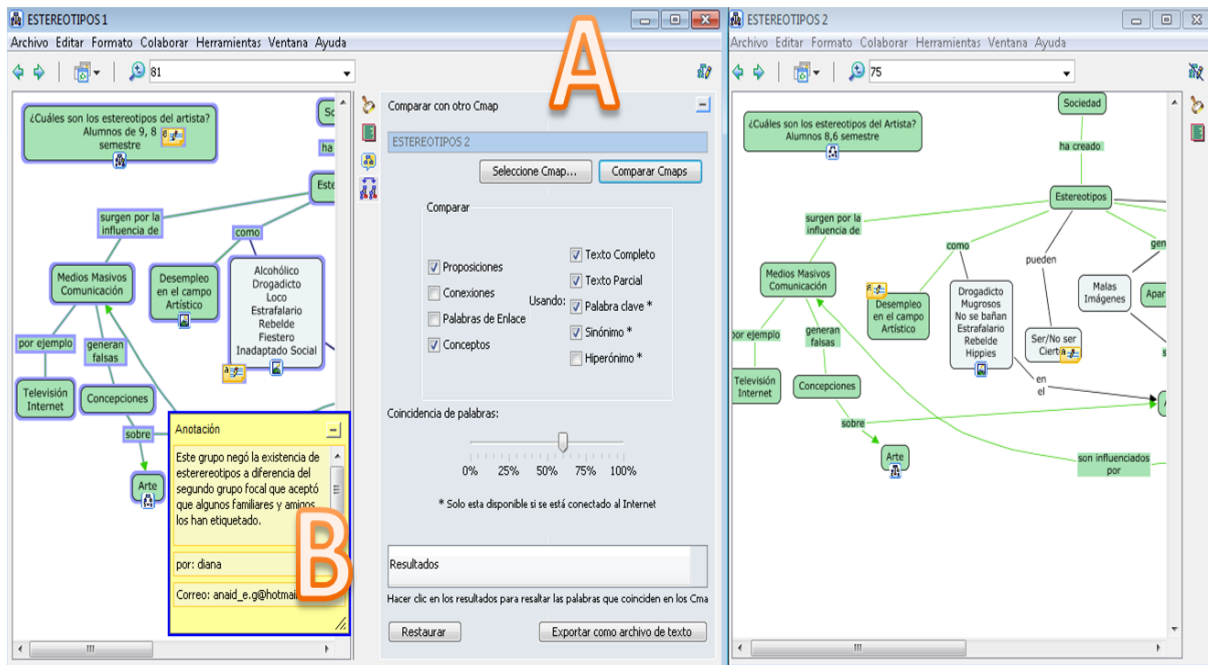 ESTEREOTIPOS 1
Archivo Editar Formato Colaborar Herramientas Ventana Ayuda
81
¿Cuáles son los estereotipos del artista?
Alumnos de 9, 8
semestre
surgen por la
influencia de
como
Medios Masivos
Comunicación
Desempleo
en el campo
Artístico
Alcohólico
Drogadicto
Loco
Estrafalario
Rebelde
Fiestero
Inadaptado Social
por ejemplo
generan
falsas
Televisión
Internet
Concepciones
sobre
Arte
Anotación
Este grupo negó la existencia de
esterereotipos a diferencia del
segundo grupo focal que aceptó
que algunos familiares y amigos
los han etiquetado.
por: diana
Correo: anaid_e.g@hotmai
B
A
Comparar con otro Cmap
ESTEREOTIPOS 2
Seleccione Cmap...
Comparar Cmaps
Comparar
Proposiciones
Conexiones
Palabras de Enlace
Conceptos
Usando:
Texto Completo
Texto Parcial
Palabra clave *
Sinónimo *
Hiperónimo *
Coincidencia de palabras:
0% 25% 50% 75% 100%
* Solo esta disponible si se está conectado al Internet
Resultados
Hacer clic en los resultados para resaltar las palabras que coinciden en los Cma
Restaurar
Exportar como archivo de texto
ESTEREOTIPOS 2
Archivo Editar Formato Colaborar Herramientas Ventana Ayuda
75
¿Cuáles son los estereotipos del Artista?
Alumnos 8,6 semestre
Sociedad
ha creado
Estereotipos
surgen por la
influencia de
como
pueden
gen
Medios Masivos
Comunicación
Desempleo
en el campo
Artístico
Drogadicto
Mugrosos
No se bañan
Estrafalario
Rebelde
Hippies
Malas
Imágenes
Apar
Ser/No ser
por ejemplo
generan
falsas
Televisión
Internet
Concepciones
en
el
sobre
Arte
son influenciados
por